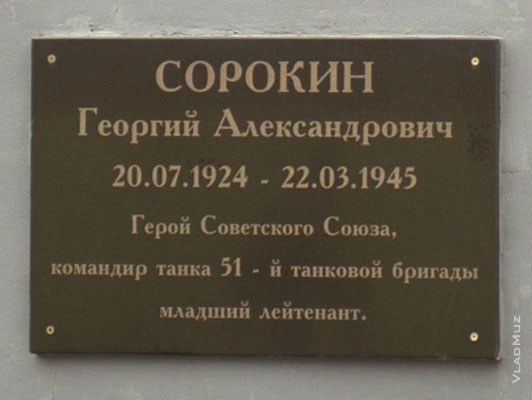 СОРОКИН
Георгий Александрович
20.07.1924 - 22.03.1945
Герой Советского Союза,
командир танка 51 - й танковой бригады
младший лейтенант.
VladMuz